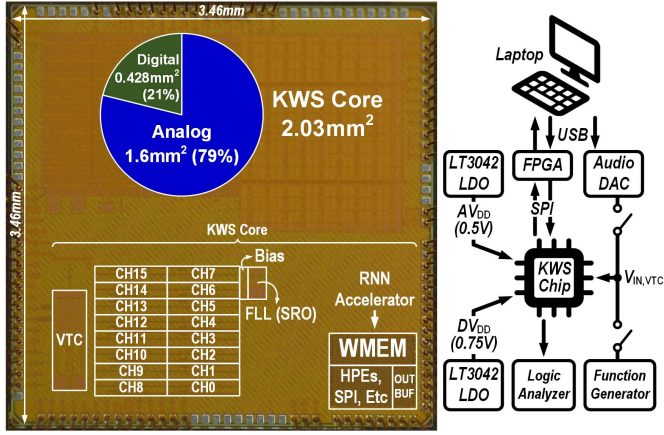 3.46mm
3.46mm
Digital
0.428mm²
(21%)
Analog
1.6mm² (79%)
KWS Core
2.03mm²
KWS Core
Bias
CH15 CH7
CH14 CH6
CH13 CH5
CH12 CH4
CH11 CH3
CH10 CH2
CH9 CH1
CH8 CH0
VTC
FLL (SRO)
RNN
Accelerator
WMEM
HPEs,
SPI, Etc
OUT
BUF
Laptop
USB
LT3042
LDO
FPGA
Audio
DAC
AVDD
(0.5V)
SPI
KWS
Chip
VIN,VTC
DVDD
(0.75V)
LT3042
LDO
Logic
Analyzer
Function
Generator